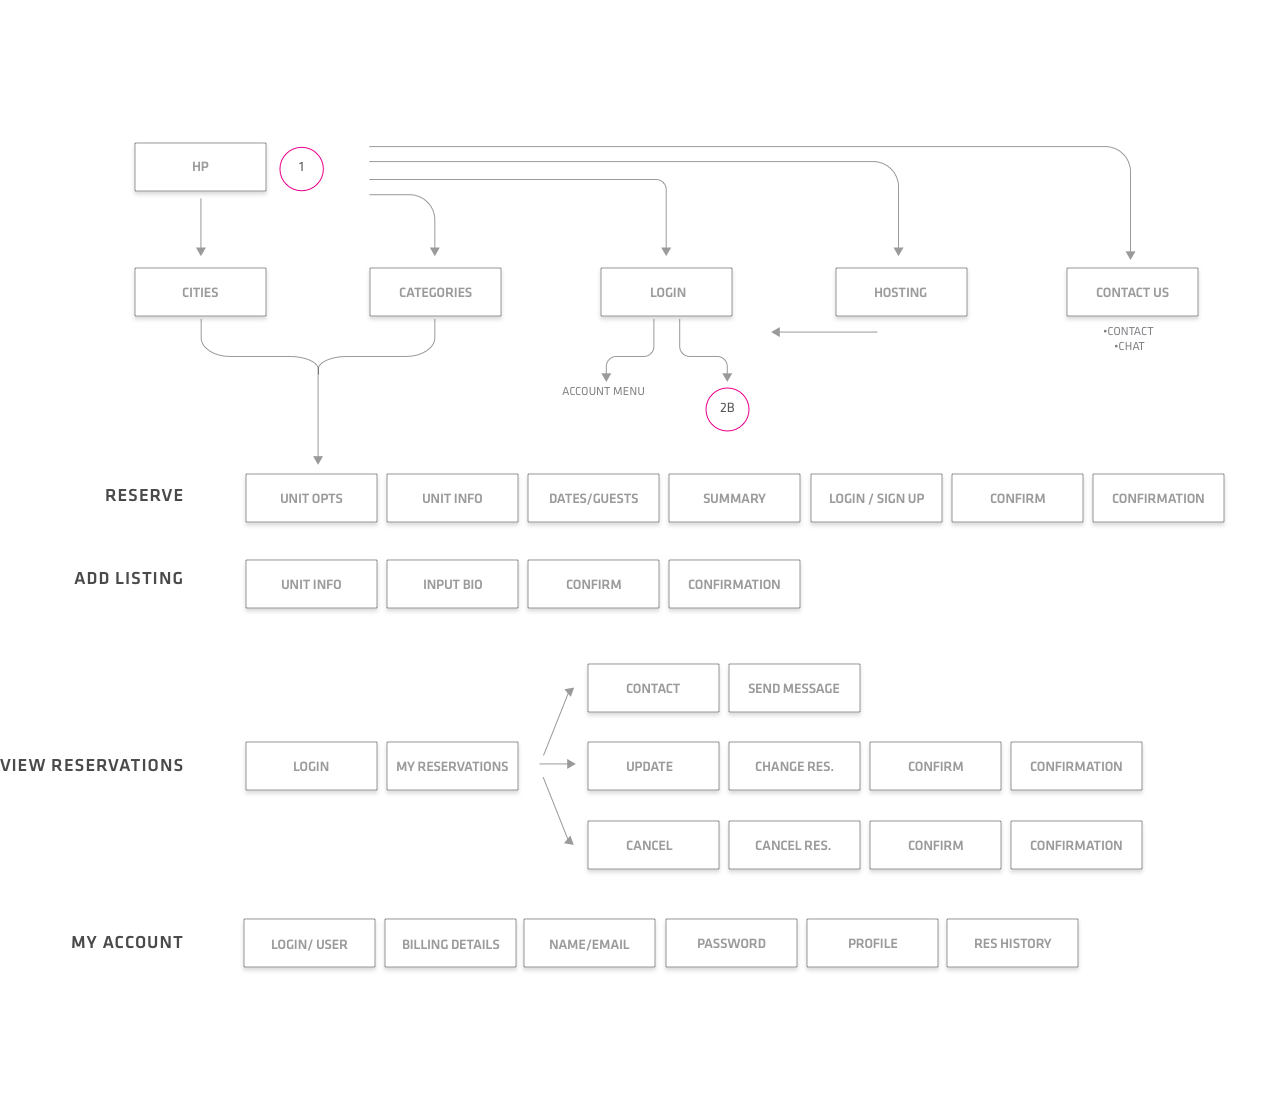 HP
1
CITIES
CATEGORIES
LOGIN
HOSTING
CONTACT US
•CONTACT
•CHAT
ACCOUNT MENU
2B
RESERVE
UNIT OPTS
UNIT INFO
DATES/GUESTS
SUMMARY
LOGIN / SIGN UP
CONFIRM
CONFIRMATION
ADD LISTING
UNIT INFO
INPUT BIO
CONFIRM
CONFIRMATION
CONTACT
SEND MESSAGE
VIEW RESERVATIONS
LOGIN
MY RESERVATIONS
UPDATE
CHANGE RES.
CONFIRM
CONFIRMATION
CANCEL
CANCEL RES.
CONFIRM
CONFIRMATION
MY ACCOUNT
LOGIN/ USER
BILLING DETAILS
NAME/EMAIL
PASSWORD
PROFILE
RES HISTORY